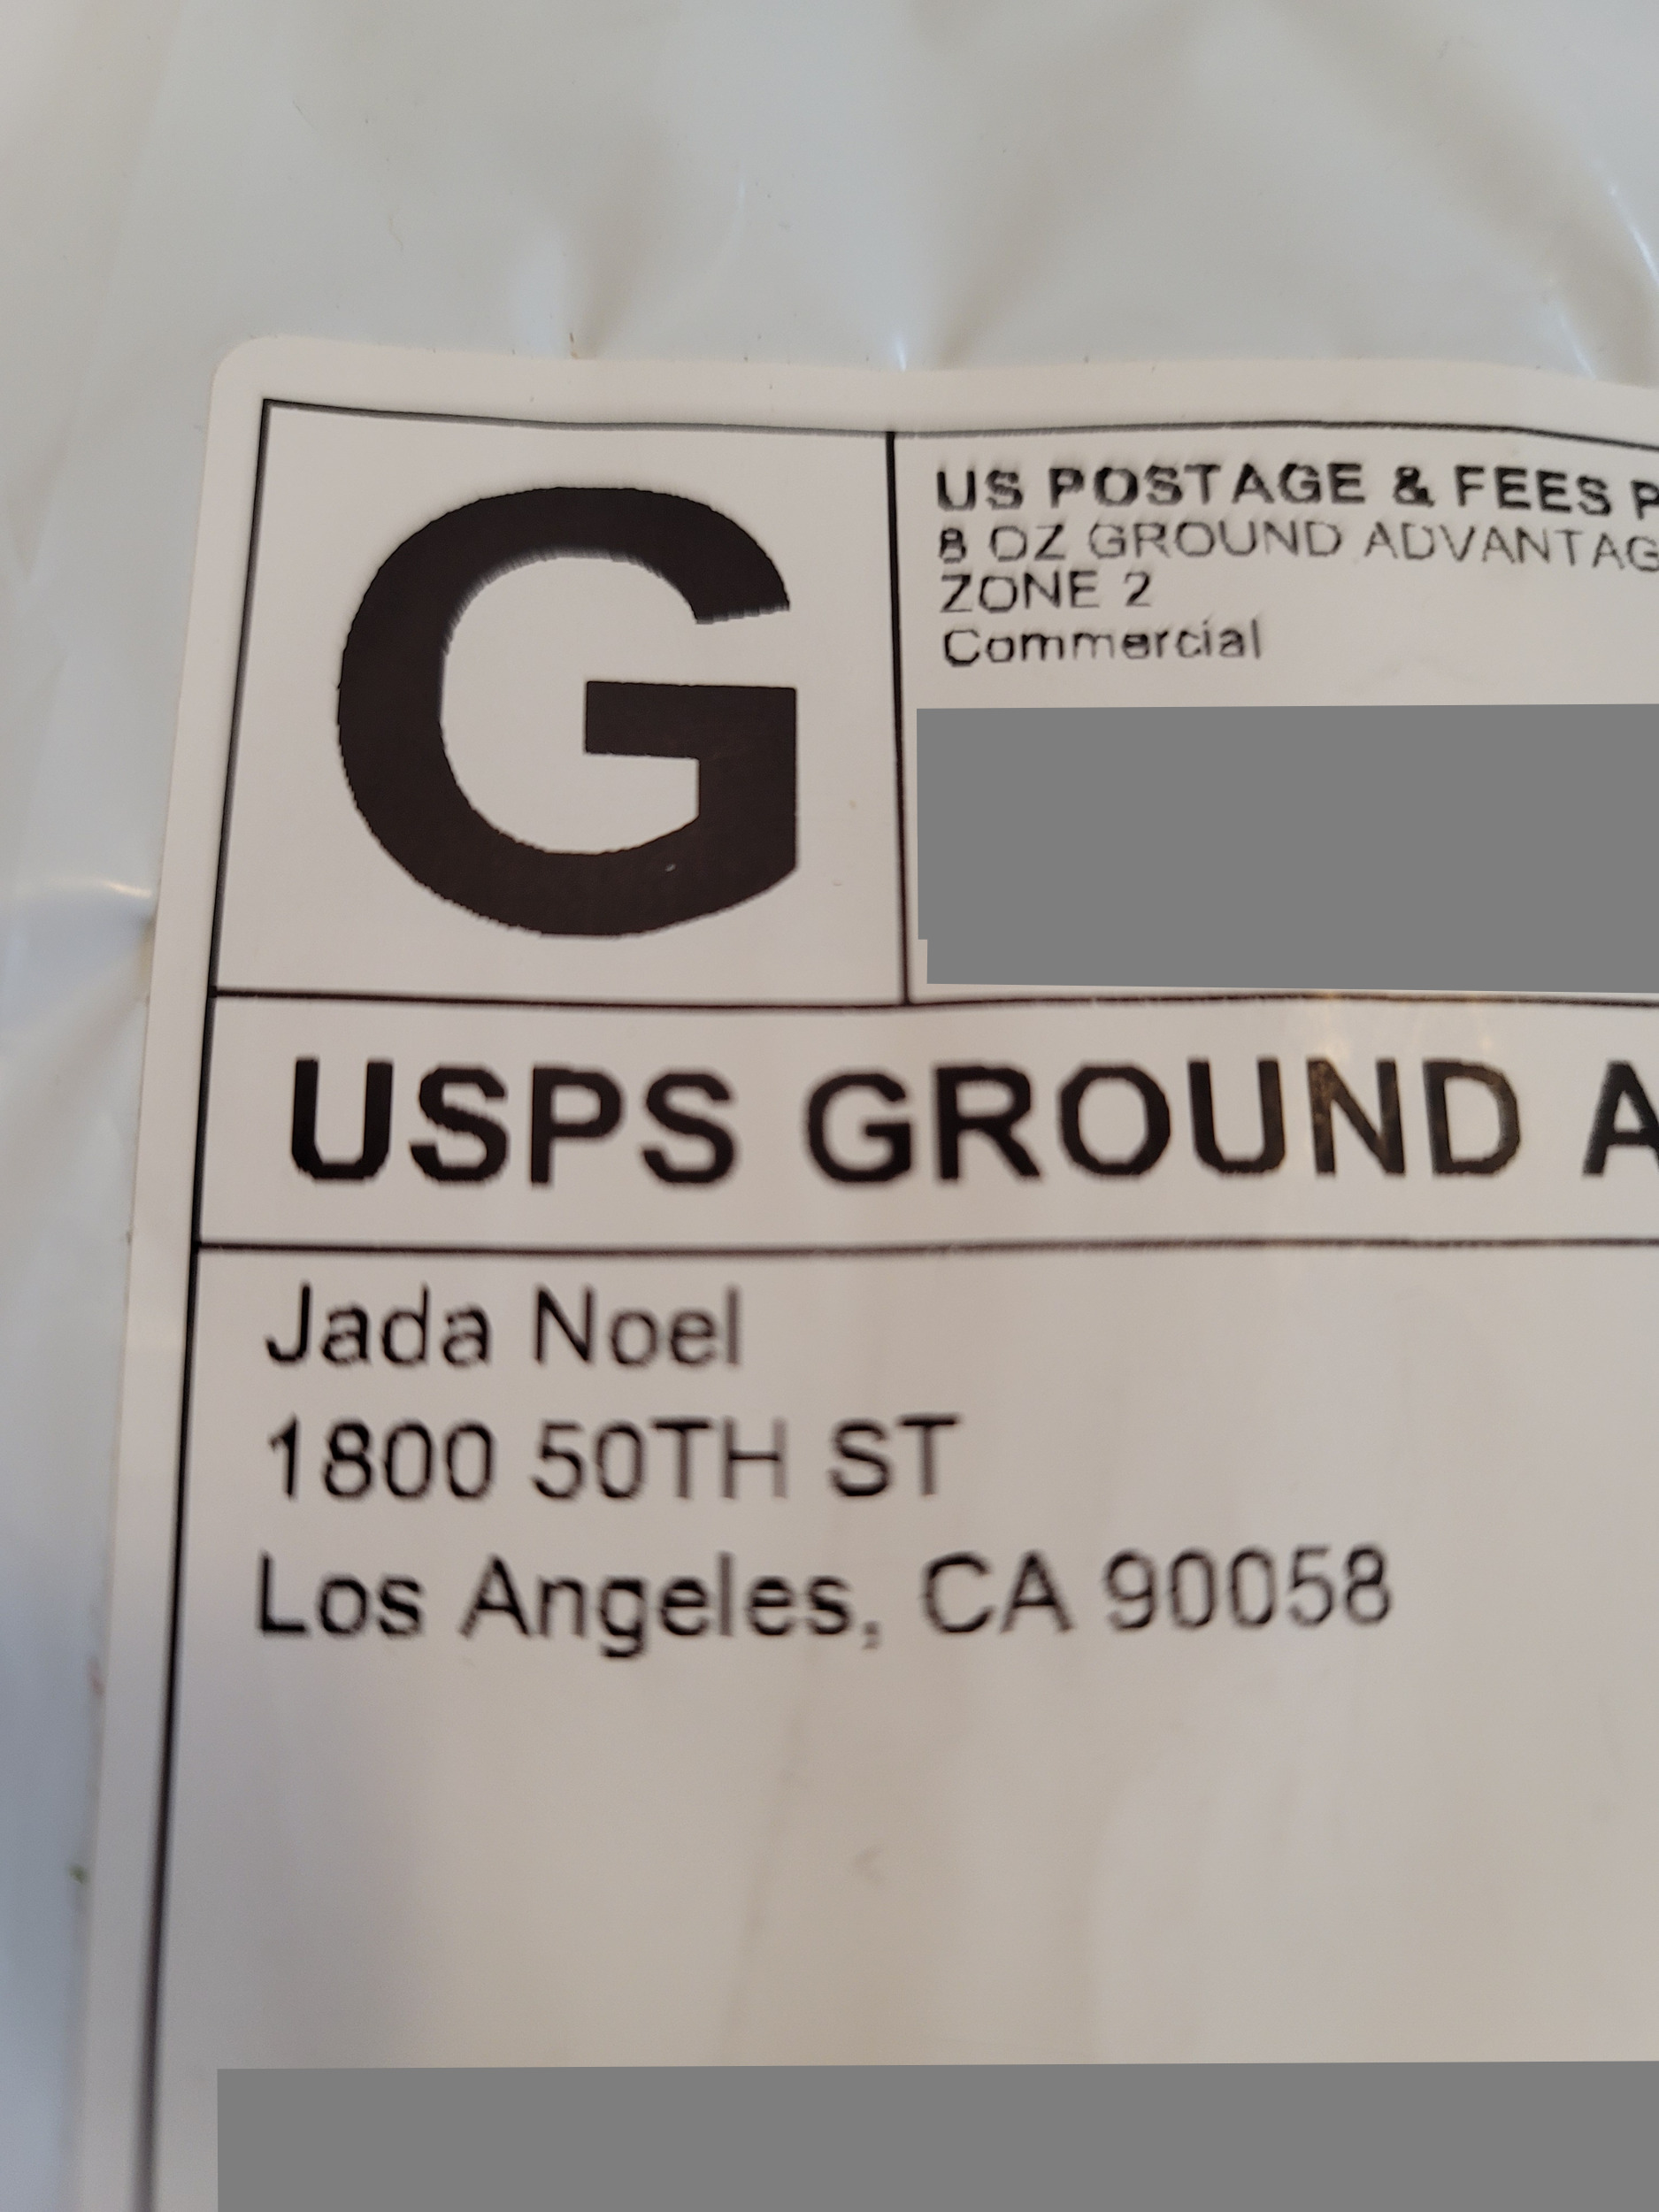 G
US POSTAGE & FEES P
8 OZ GROUND ADVANTAG
ZONE 2
Commercial
USPS GROUND A
Jada Noel
1800 50TH ST
Los Angeles, CA 90058